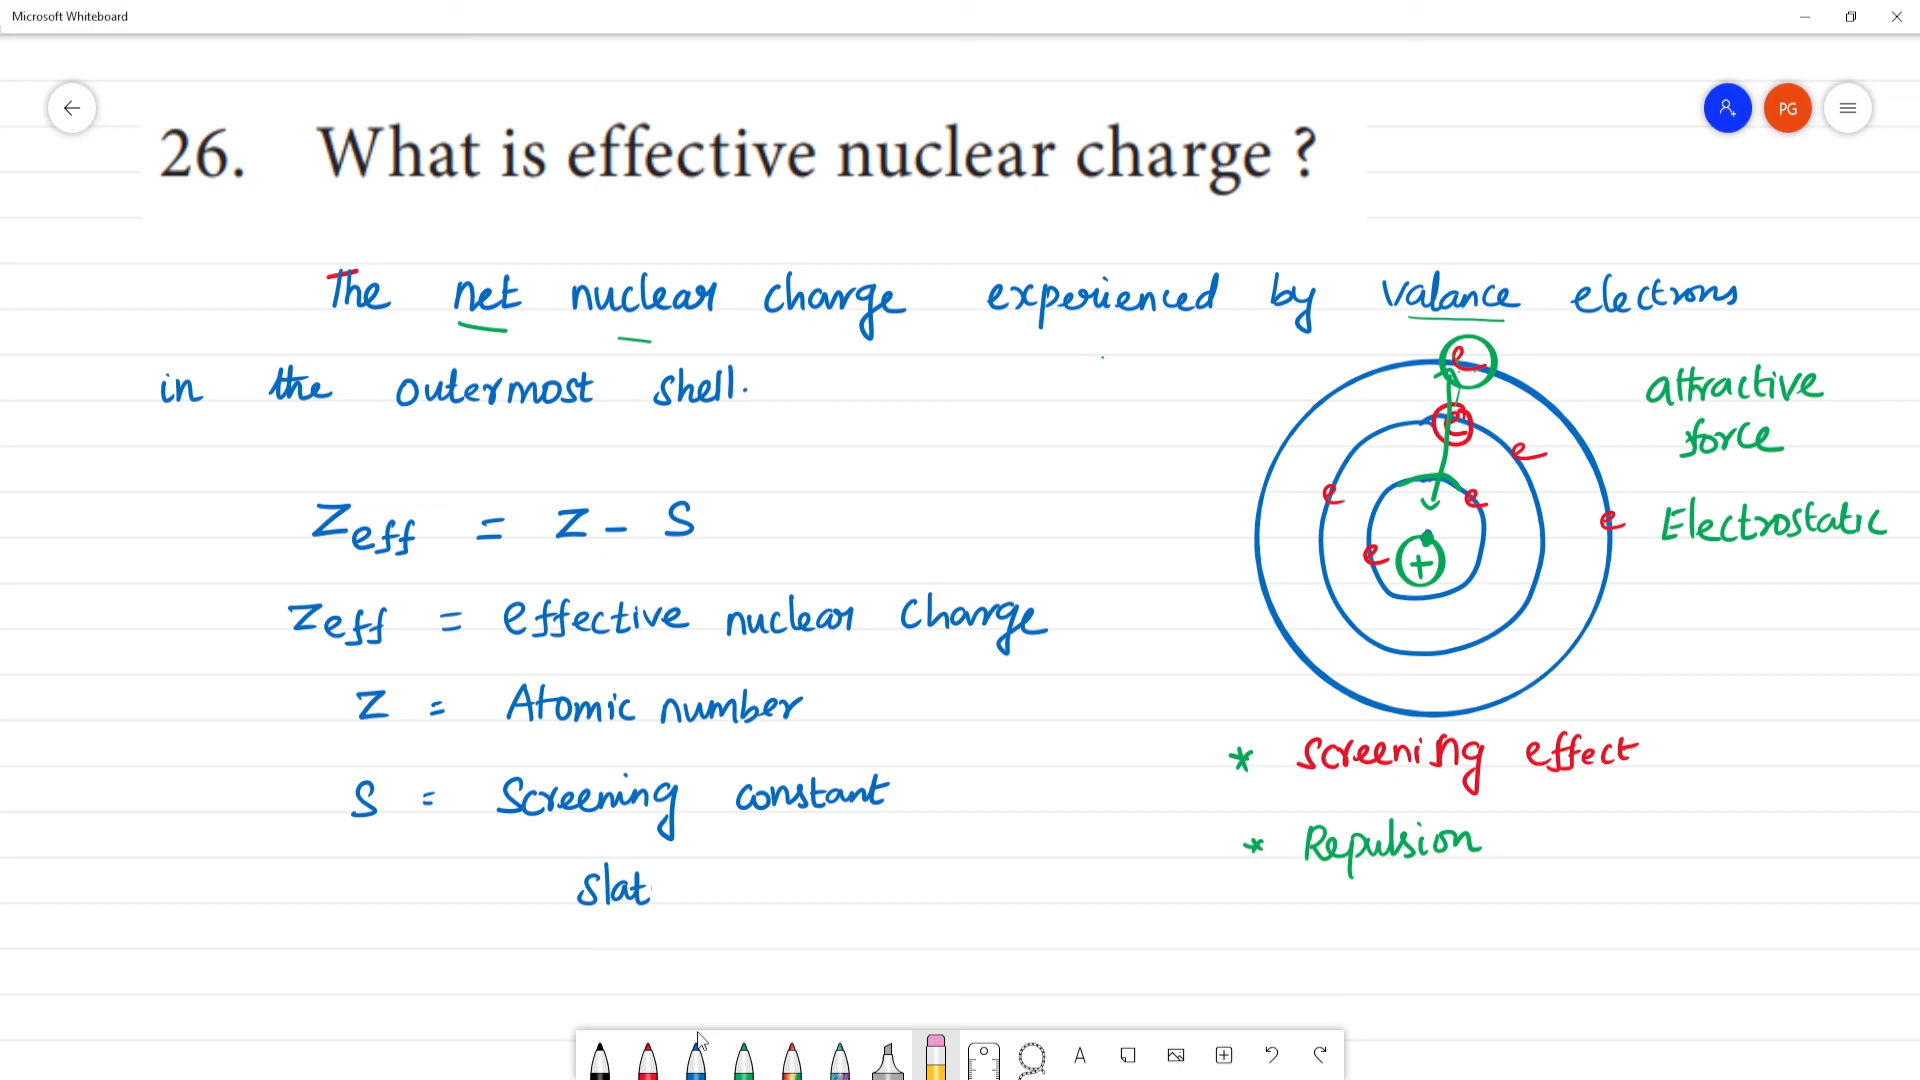 Microsoft Whiteboard
PG
26. What is effective nuclear charge ?
The net nuclear charge experienced by valance electrons
in the outermost shell.
attractive
force
Electrostatic
e
e
e
e
e
e
e
+
Zeff = Z - S
Zeff = effective nuclear charge
Z = Atomic number
S = Screening constant
slat
* Screening effect
* Repulsion
A